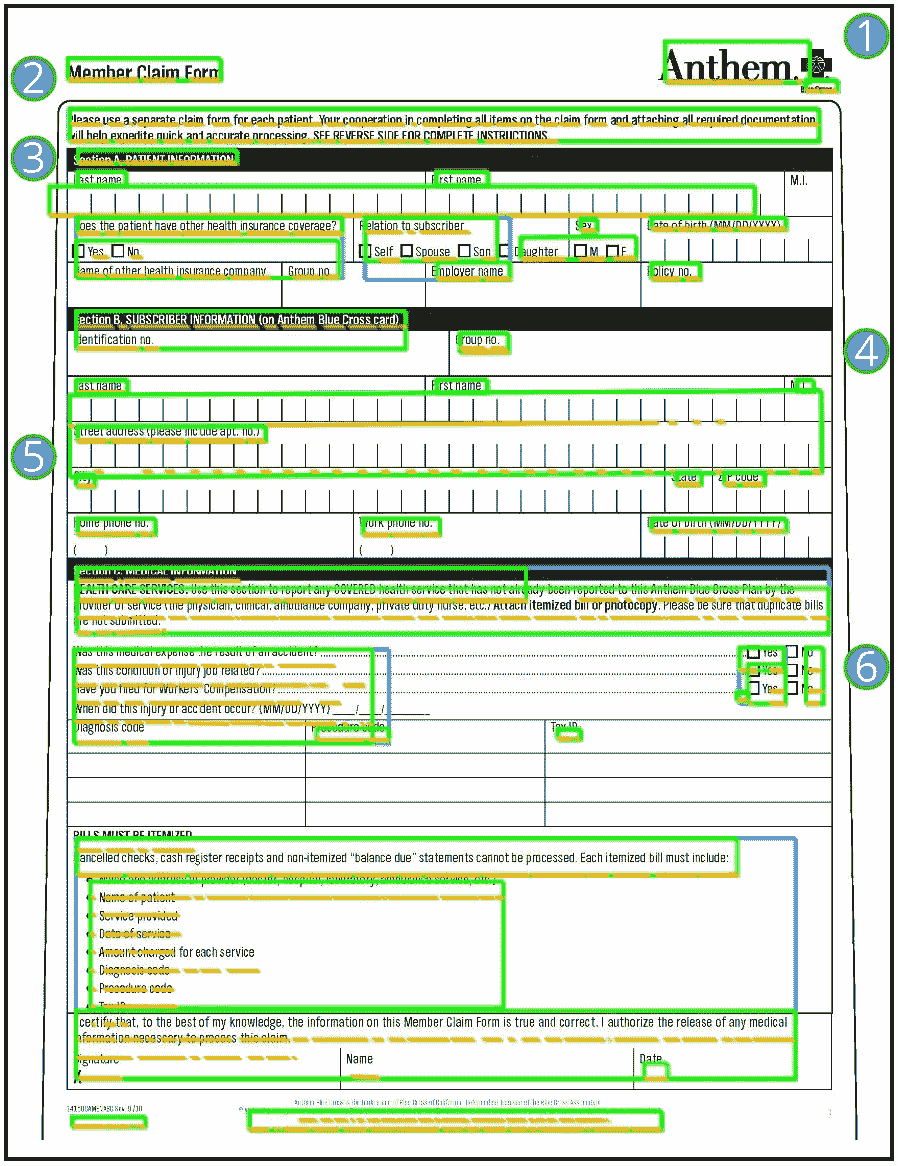 1
Anthem.
2
Member Claim Form
Please use a separate claim form for each patient. Your cooperation in completing all items on the claim form and attaching all required documentation
will help expedite quick and accurate processing. SEE REVERSE SIDE FOR COMPLETE INSTRUCTIONS.
3
Section A. PATIENT INFORMATION
Last name First name M.I.
Does the patient have other health insurance coverage? Relation to subscriber Sex Date of birth (MM/DD/YYYY)
Yes No Self Spouse Son Daughter M F
Name of other health insurance company Group no. Employer name Policy no.
Section B. SUBSCRIBER INFORMATION (on Anthem Blue Cross card)
Identification no. Group no.
4
Last name First name M.I.
Street address (please include apt. no.)
5
City State ZIP code
Home phone no. Work phone no. Date of birth (MM/DD/YYYY)
( ) ( )
Section C. MEDICAL INFORMATION
HEALTH CARE SERVICES: Use this section to report any COVERED health service that has not already been reported to this Anthem Blue Cross Plan by the
provider of service (the physician, clinical, ambulance company, private duty nurse, etc.) Attach itemized bill or photocopy. Please be sure that duplicate bills
are not submitted.
Was this medical expense the result of an accident? Yes No
Was this condition or injury job related? Yes No
6
Have you filed for Workers' Compensation? Yes No
When did this injury or accident occur? (MM/DD/YYYY) ____/____/________
Diagnosis code Procedure code Tax ID
BILLS MUST BE ITEMIZED
Cancelled checks, cash register receipts and non-itemized "balance due" statements cannot be processed. Each itemized bill must include:
• Name of patient
• Service provided
• Date of service
• Amount charged for each service
• Diagnosis code
• Procedure code
• Tax ID
I certify that, to the best of my knowledge, the information on this Member Claim Form is true and correct. I authorize the release of any medical
information necessary to process this claim.
Signature Name Date
X